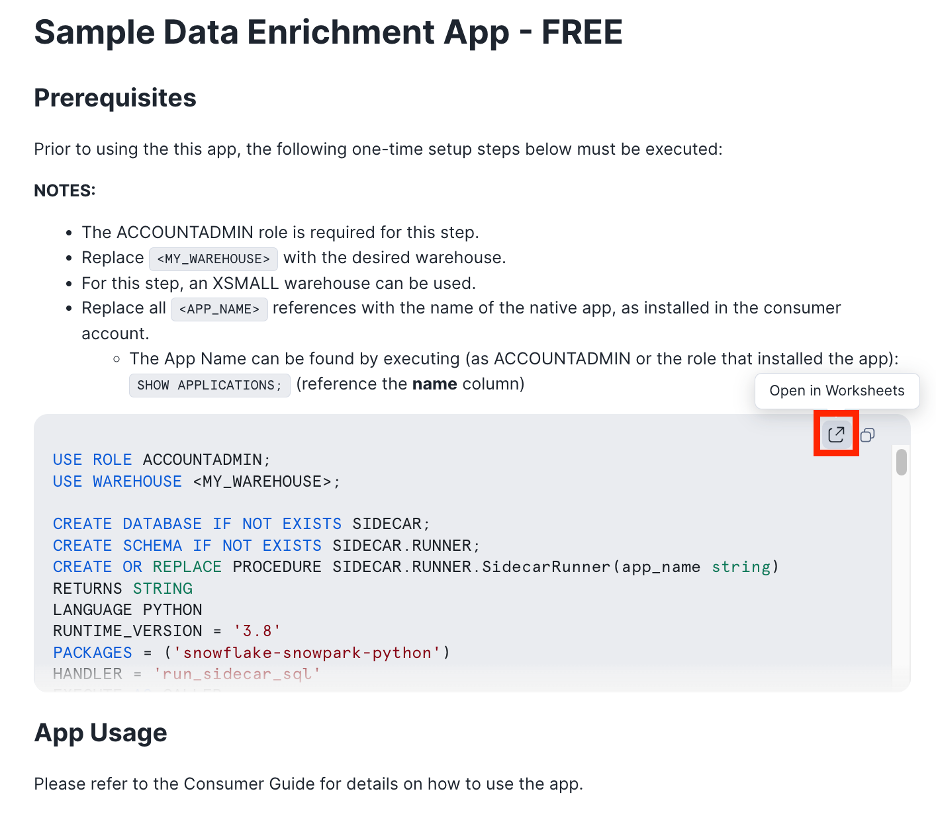 Sample Data Enrichment App - FREE
Prerequisites
Prior to using the this app, the following one-time setup steps below must be executed:
NOTES:
• The ACCOUNTADMIN role is required for this step.
• Replace <MY_WAREHOUSE> with the desired warehouse.
• For this step, an XSMALL warehouse can be used.
• Replace all <APP_NAME> references with the name of the native app, as installed in the consumer
account.
◦ The App Name can be found by executing (as ACCOUNTADMIN or the role that installed the app):
SHOW APPLICATIONS; (reference the name column)
Open in Worksheets
USE ROLE ACCOUNTADMIN;
USE WAREHOUSE <MY_WAREHOUSE>;
CREATE DATABASE IF NOT EXISTS SIDECAR;
CREATE SCHEMA IF NOT EXISTS SIDECAR.RUNNER;
CREATE OR REPLACE PROCEDURE SIDECAR.RUNNER.SidecarRunner(app_name string)
RETURNS STRING
LANGUAGE PYTHON
RUNTIME_VERSION = '3.8'
PACKAGES = ('snowflake-snowpark-python')
HANDLER = 'run_sidecar_sql'
App Usage
Please refer to the Consumer Guide for details on how to use the app.